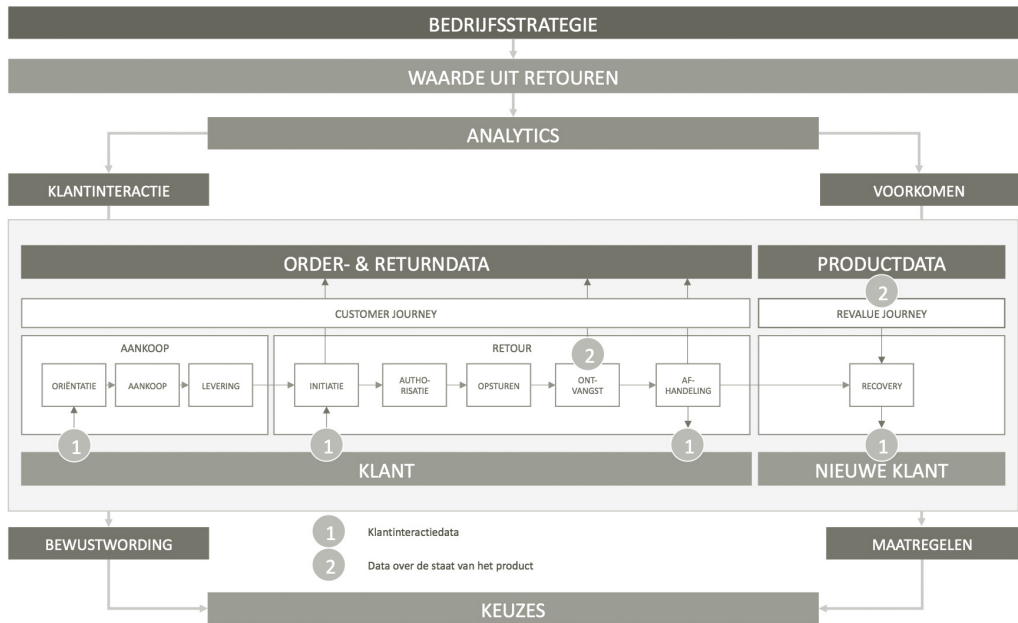 BEDRIJFSSTRATEGIE
WAARDE UIT RETOUREN
ANALYTICS
KLANTINTERACTIE
VOORKOMEN
ORDER- & RETURNDATA
PRODUCTDATA
2
CUSTOMER JOURNEY
REVALUE JOURNEY
AANKOOP
RETOUR
2
ORIËNTATIE
AANKOOP
LEVERING
INITIATIE
AUTHO-
RISATIE
OPSTUREN
ONT-
VANGST
AF-
HANDELING
RECOVERY
1
1
1
1
KLANT
NIEUWE KLANT
BEWUSTWORDING
1
Klantinteractiedata
MAATREGELEN
2
Data over de staat van het product
KEUZES